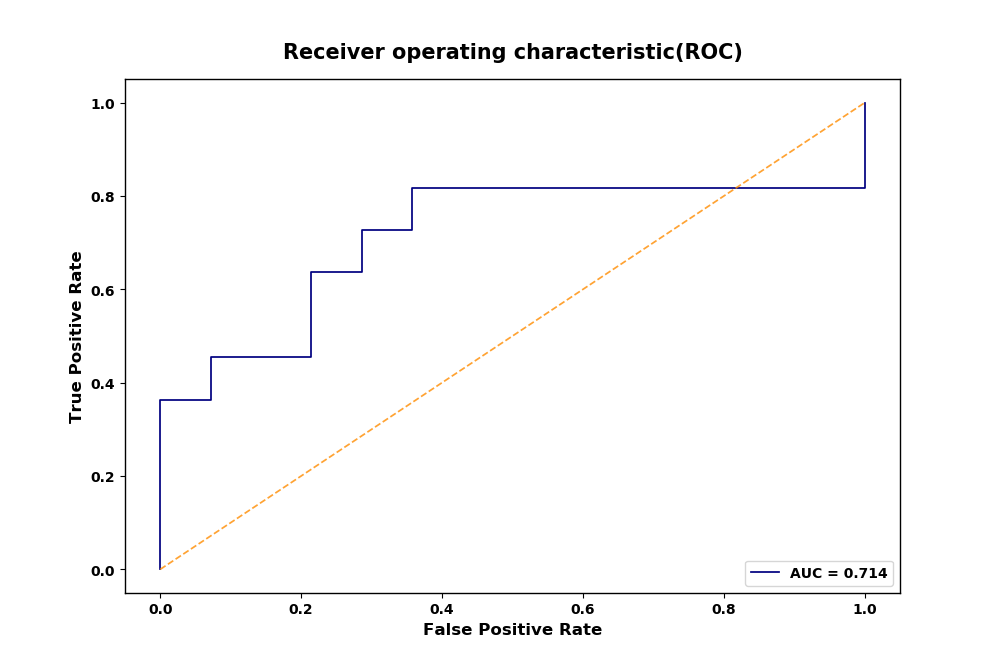 Receiver operating characteristic(ROC)
True Positive Rate
1.0
0.8
0.6
0.4
0.2
0.0
0.0 0.2 0.4 0.6 0.8 1.0
False Positive Rate
AUC = 0.714